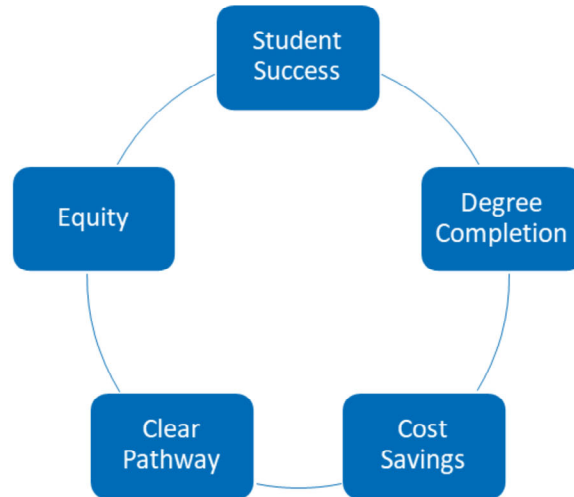 Student
Success
Degree
Completion
Cost
Savings
Clear
Pathway
Equity